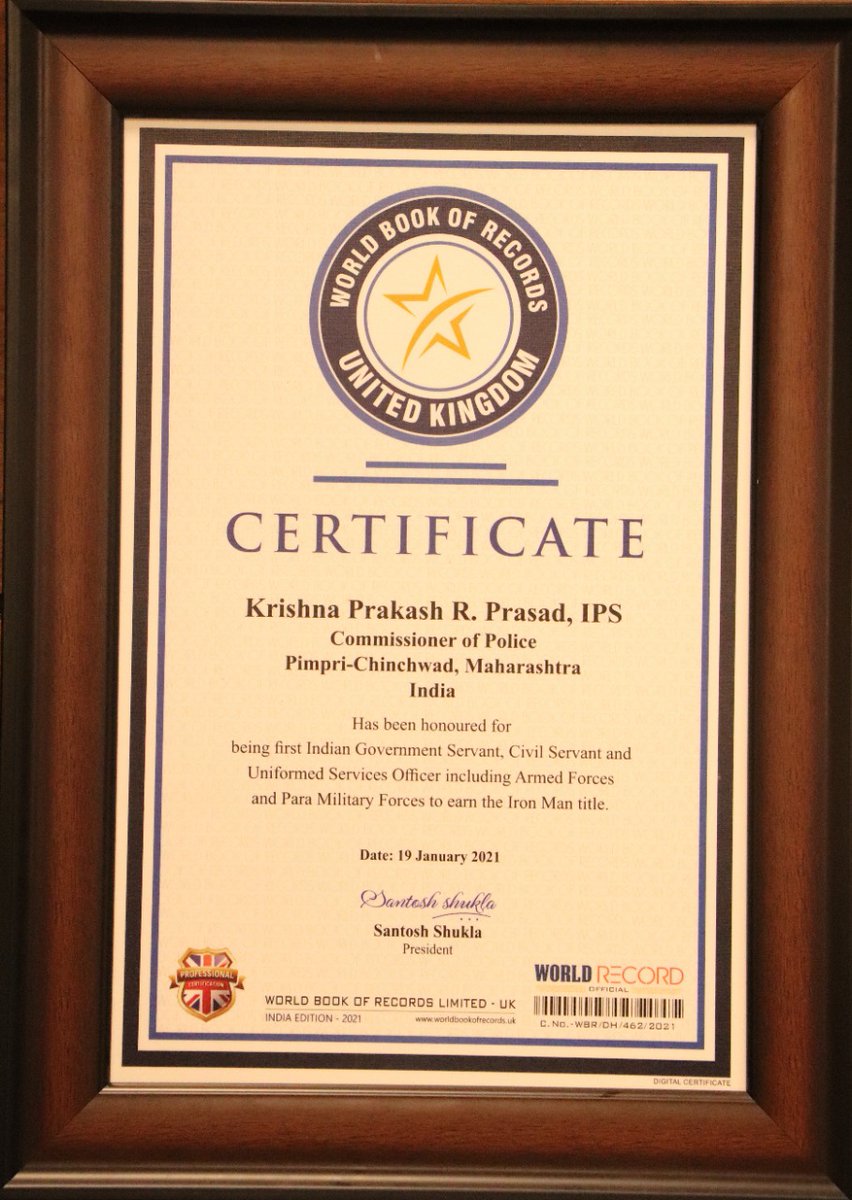 WORLD BOOK OF RECORDS
UNITED KINGDOM
CERTIFICATE
Krishna Prakash R. Prasad, IPS
Commissioner of Police
Pimpri-Chinchwad, Maharashtra
India
Has been honoured for
being first Indian Government Servant, Civil Servant and
Uniformed Services Officer including Armed Forces
and Para Military Forces to earn the Iron Man title.
Date: 19 January 2021
Santosh shukla
Santosh Shukla
President
PROFESSIONAL
CERTIFICATION
WORLD BOOK OF RECORDS LIMITED - UK
INDIA EDITION - 2021
www.worldbookofrecords.uk
WORLD RECORD
OFFICIAL
C.No.-WBR/DH/462/2021
DIGITAL CERTIFICATE